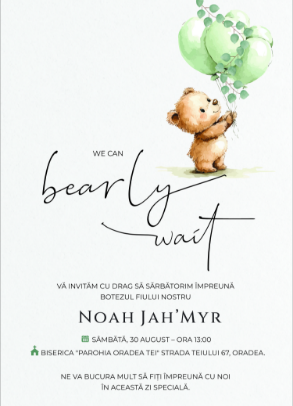 WE CAN
bearly
wait
VĂ INVITĂM CU DRAG SĂ SĂRBĂTORIM ÎMPREUNĂ
BOTEZUL FIULUI NOSTRU
NOAH JAH'MYR
SÂMBĂTĂ, 30 AUGUST – ORA 13:00
BISERICA "PAROHIA ORADEA TEI" STRADA TEIULUI 67, ORADEA.
NE VA BUCURA MULT SĂ FIȚI ÎMPREUNĂ CU NOI
ÎN ACEASTĂ ZI SPECIALĂ.